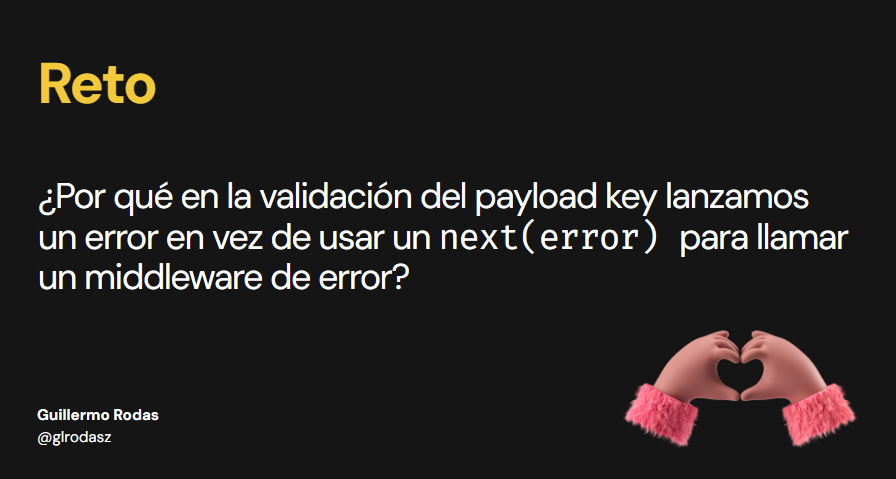 Reto
¿Por qué en la validación del payload key lanzamos
un error en vez de usar un next(error) para llamar
un middleware de error?
Guillermo Rodas
@glrodasz